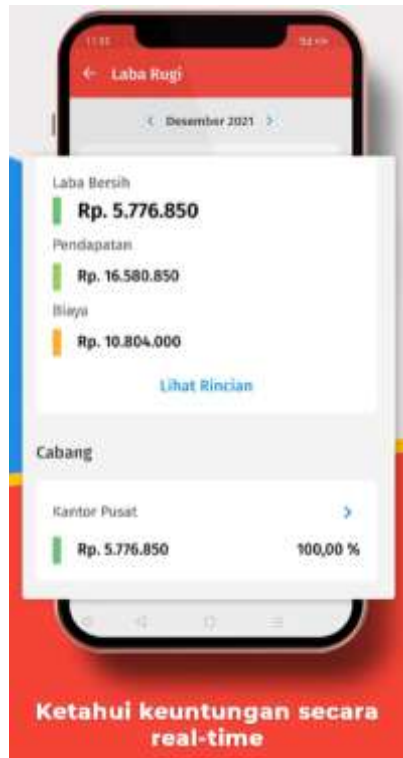 Laba Rugi
Desember 2021
Laba Bersih
Rp. 5.776.850
Pendapatan
Rp. 16.580.850
Biaya
Rp. 10.804.000
Lihat Rincian
Cabang
Kantor Pusat
Rp. 5.776.850 100,00 %
Ketahui keuntungan secara
real-time